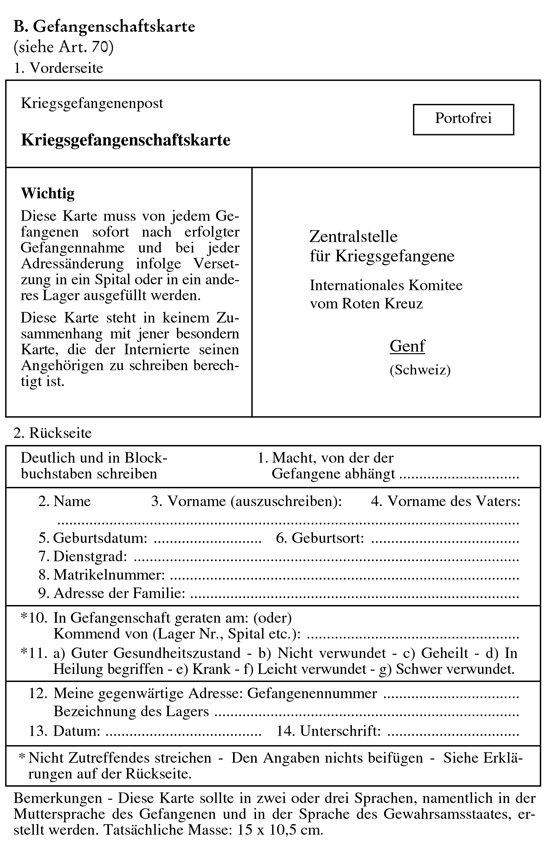 B. Gefangenschaftskarte
(siehe Art. 70)
1. Vorderseite
Kriegsgefangenenpost
Portofrei
Kriegsgefangenschaftskarte
Wichtig
Diese Karte muss von jedem Ge-
fangenen sofort nach erfolgter
Gefangennahme und bei jeder
Adressänderung infolge Verset-
zung in ein Spital oder in ein ande-
res Lager ausgefüllt werden.
Diese Karte steht in keinem Zu-
sammenhang mit jener besondern
Karte, die der Internierte seinen
Angehörigen zu schreiben berech-
tigt ist.
Zentralstelle
für Kriegsgefangene
Internationales Komitee
vom Roten Kreuz
Genf
(Schweiz)
2. Rückseite
Deutlich und in Block-
buchstaben schreiben
1. Macht, von der der
Gefangene abhängt ..............................
2. Name 3. Vorname (auszuschreiben): 4. Vorname des Vaters:
..............................
5. Geburtsdatum: .............................. 6. Geburtsort: ..............................
7. Dienstgrad: ..............................
8. Matrikelnummer: ..............................
9. Adresse der Familie: ..............................
*10. In Gefangenschaft geraten am: (oder)
Kommend von (Lager Nr., Spital etc.): ..............................
*11. a) Guter Gesundheitszustand - b) Nicht verwundet - c) Geheilt - d) In
Heilung begriffen - e) Krank - f) Leicht verwundet - g) Schwer verwundet.
12. Meine gegenwärtige Adresse: Gefangenennummer ..............................
Bezeichnung des Lagers ..............................
13. Datum: .............................. 14. Unterschrift: ..............................
* Nicht Zutreffendes streichen - Den Angaben nichts beifügen - Siehe Erklä-
rungen auf der Rückseite.
Bemerkungen - Diese Karte sollte in zwei oder drei Sprachen, namentlich in der
Muttersprache des Gefangenen und in der Sprache des Gewahrsamsstaates, er-
stellt werden. Tatsächliche Masse: 15 x 10,5 cm.